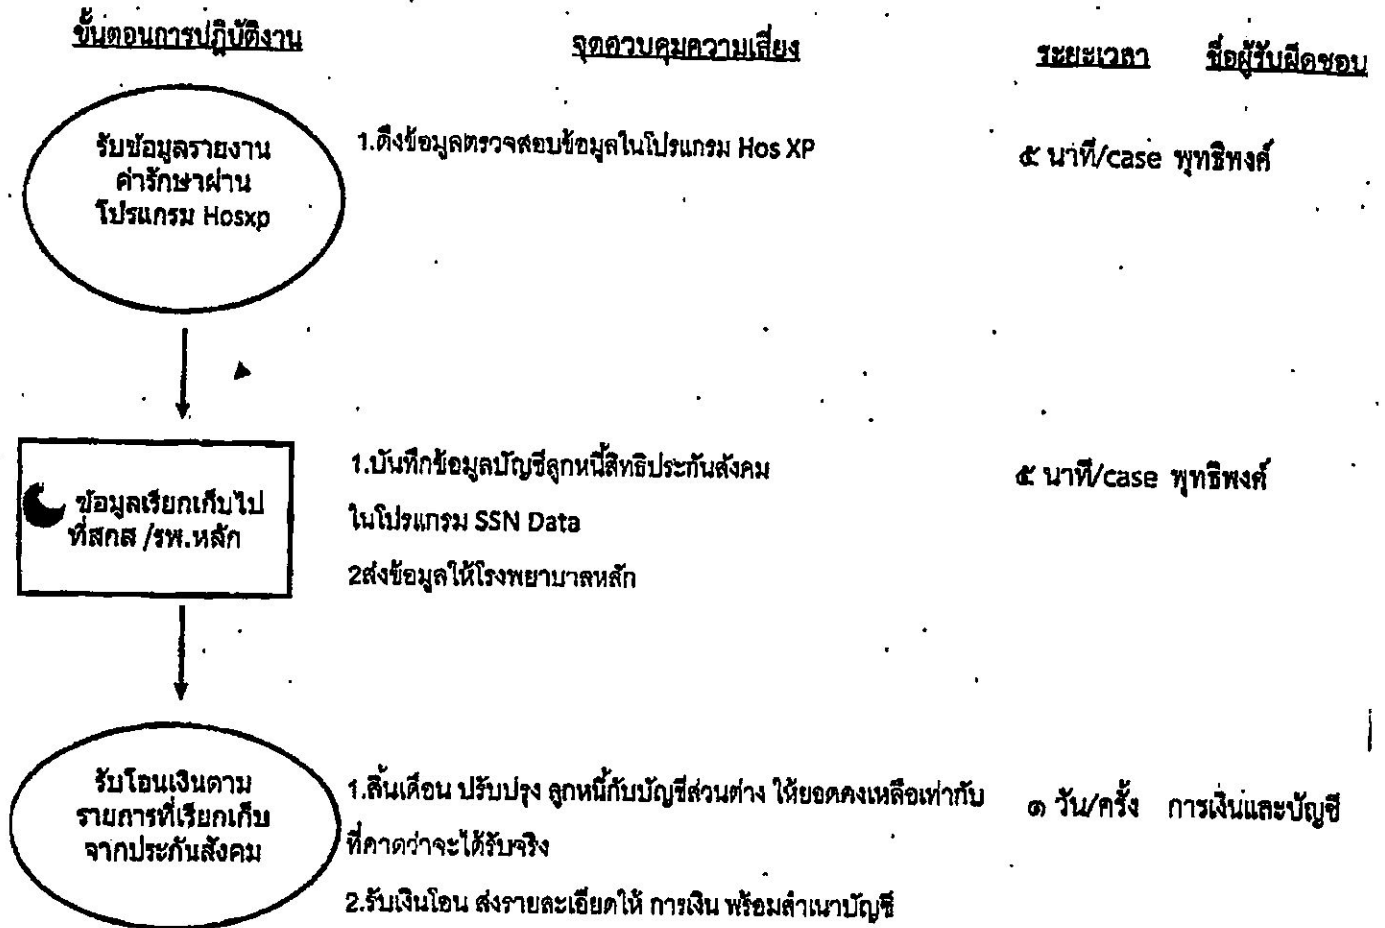 ขั้นตอนการปฏิบัติงาน จุดควบคุมความเสี่ยง ระยะเวลา ชื่อผู้รับผิดชอบ
รับข้อมูลรายงาน
ค่ารักษาผ่าน
โปรแกรม Hosxp
1.ดึงข้อมูลตรวจสอบข้อมูลในโปรแกรม Hos XP
๕ นาที/case พุทธิพงค์
ข้อมูลเรียกเก็บไป
ที่สกส /รพ.หลัก
1.บันทึกข้อมูลบัญชีลูกหนี้สิทธิประกันสังคม
ในโปรแกรม SSN Data
2ส่งข้อมูลให้โรงพยาบาลหลัก
๕ นาที/case พุทธิพงค์
รับโอนเงินตาม
รายการที่เรียกเก็บ
จากประกันสังคม
1.สิ้นเดือน ปรับปรุง ลูกหนี้กับบัญชีส่วนต่าง ให้ยอดคงเหลือเท่ากับ
ที่คาดว่าจะได้รับจริง
2.รับเงินโอน ส่งรายละเอียดให้ การเงิน พร้อมสำเนาบัญชี
๑ วัน/ครั้ง การเงินและบัญชี